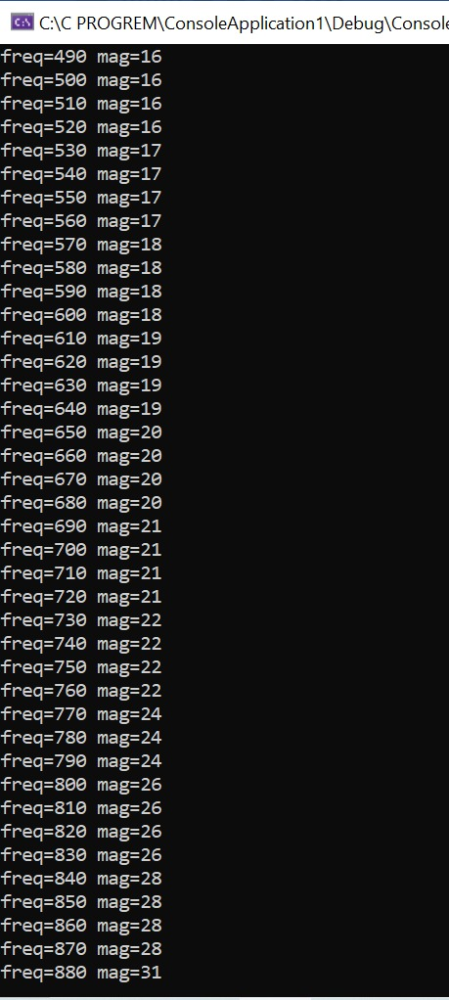 C:\C PROGREM\ConsoleApplication1\Debug\Console
freq=490 mag=16
freq=500 mag=16
freq=510 mag=16
freq=520 mag=16
freq=530 mag=17
freq=540 mag=17
freq=550 mag=17
freq=560 mag=17
freq=570 mag=18
freq=580 mag=18
freq=590 mag=18
freq=600 mag=18
freq=610 mag=19
freq=620 mag=19
freq=630 mag=19
freq=640 mag=19
freq=650 mag=20
freq=660 mag=20
freq=670 mag=20
freq=680 mag=20
freq=690 mag=21
freq=700 mag=21
freq=710 mag=21
freq=720 mag=21
freq=730 mag=22
freq=740 mag=22
freq=750 mag=22
freq=760 mag=22
freq=770 mag=24
freq=780 mag=24
freq=790 mag=24
freq=800 mag=26
freq=810 mag=26
freq=820 mag=26
freq=830 mag=26
freq=840 mag=28
freq=850 mag=28
freq=860 mag=28
freq=870 mag=28
freq=880 mag=31